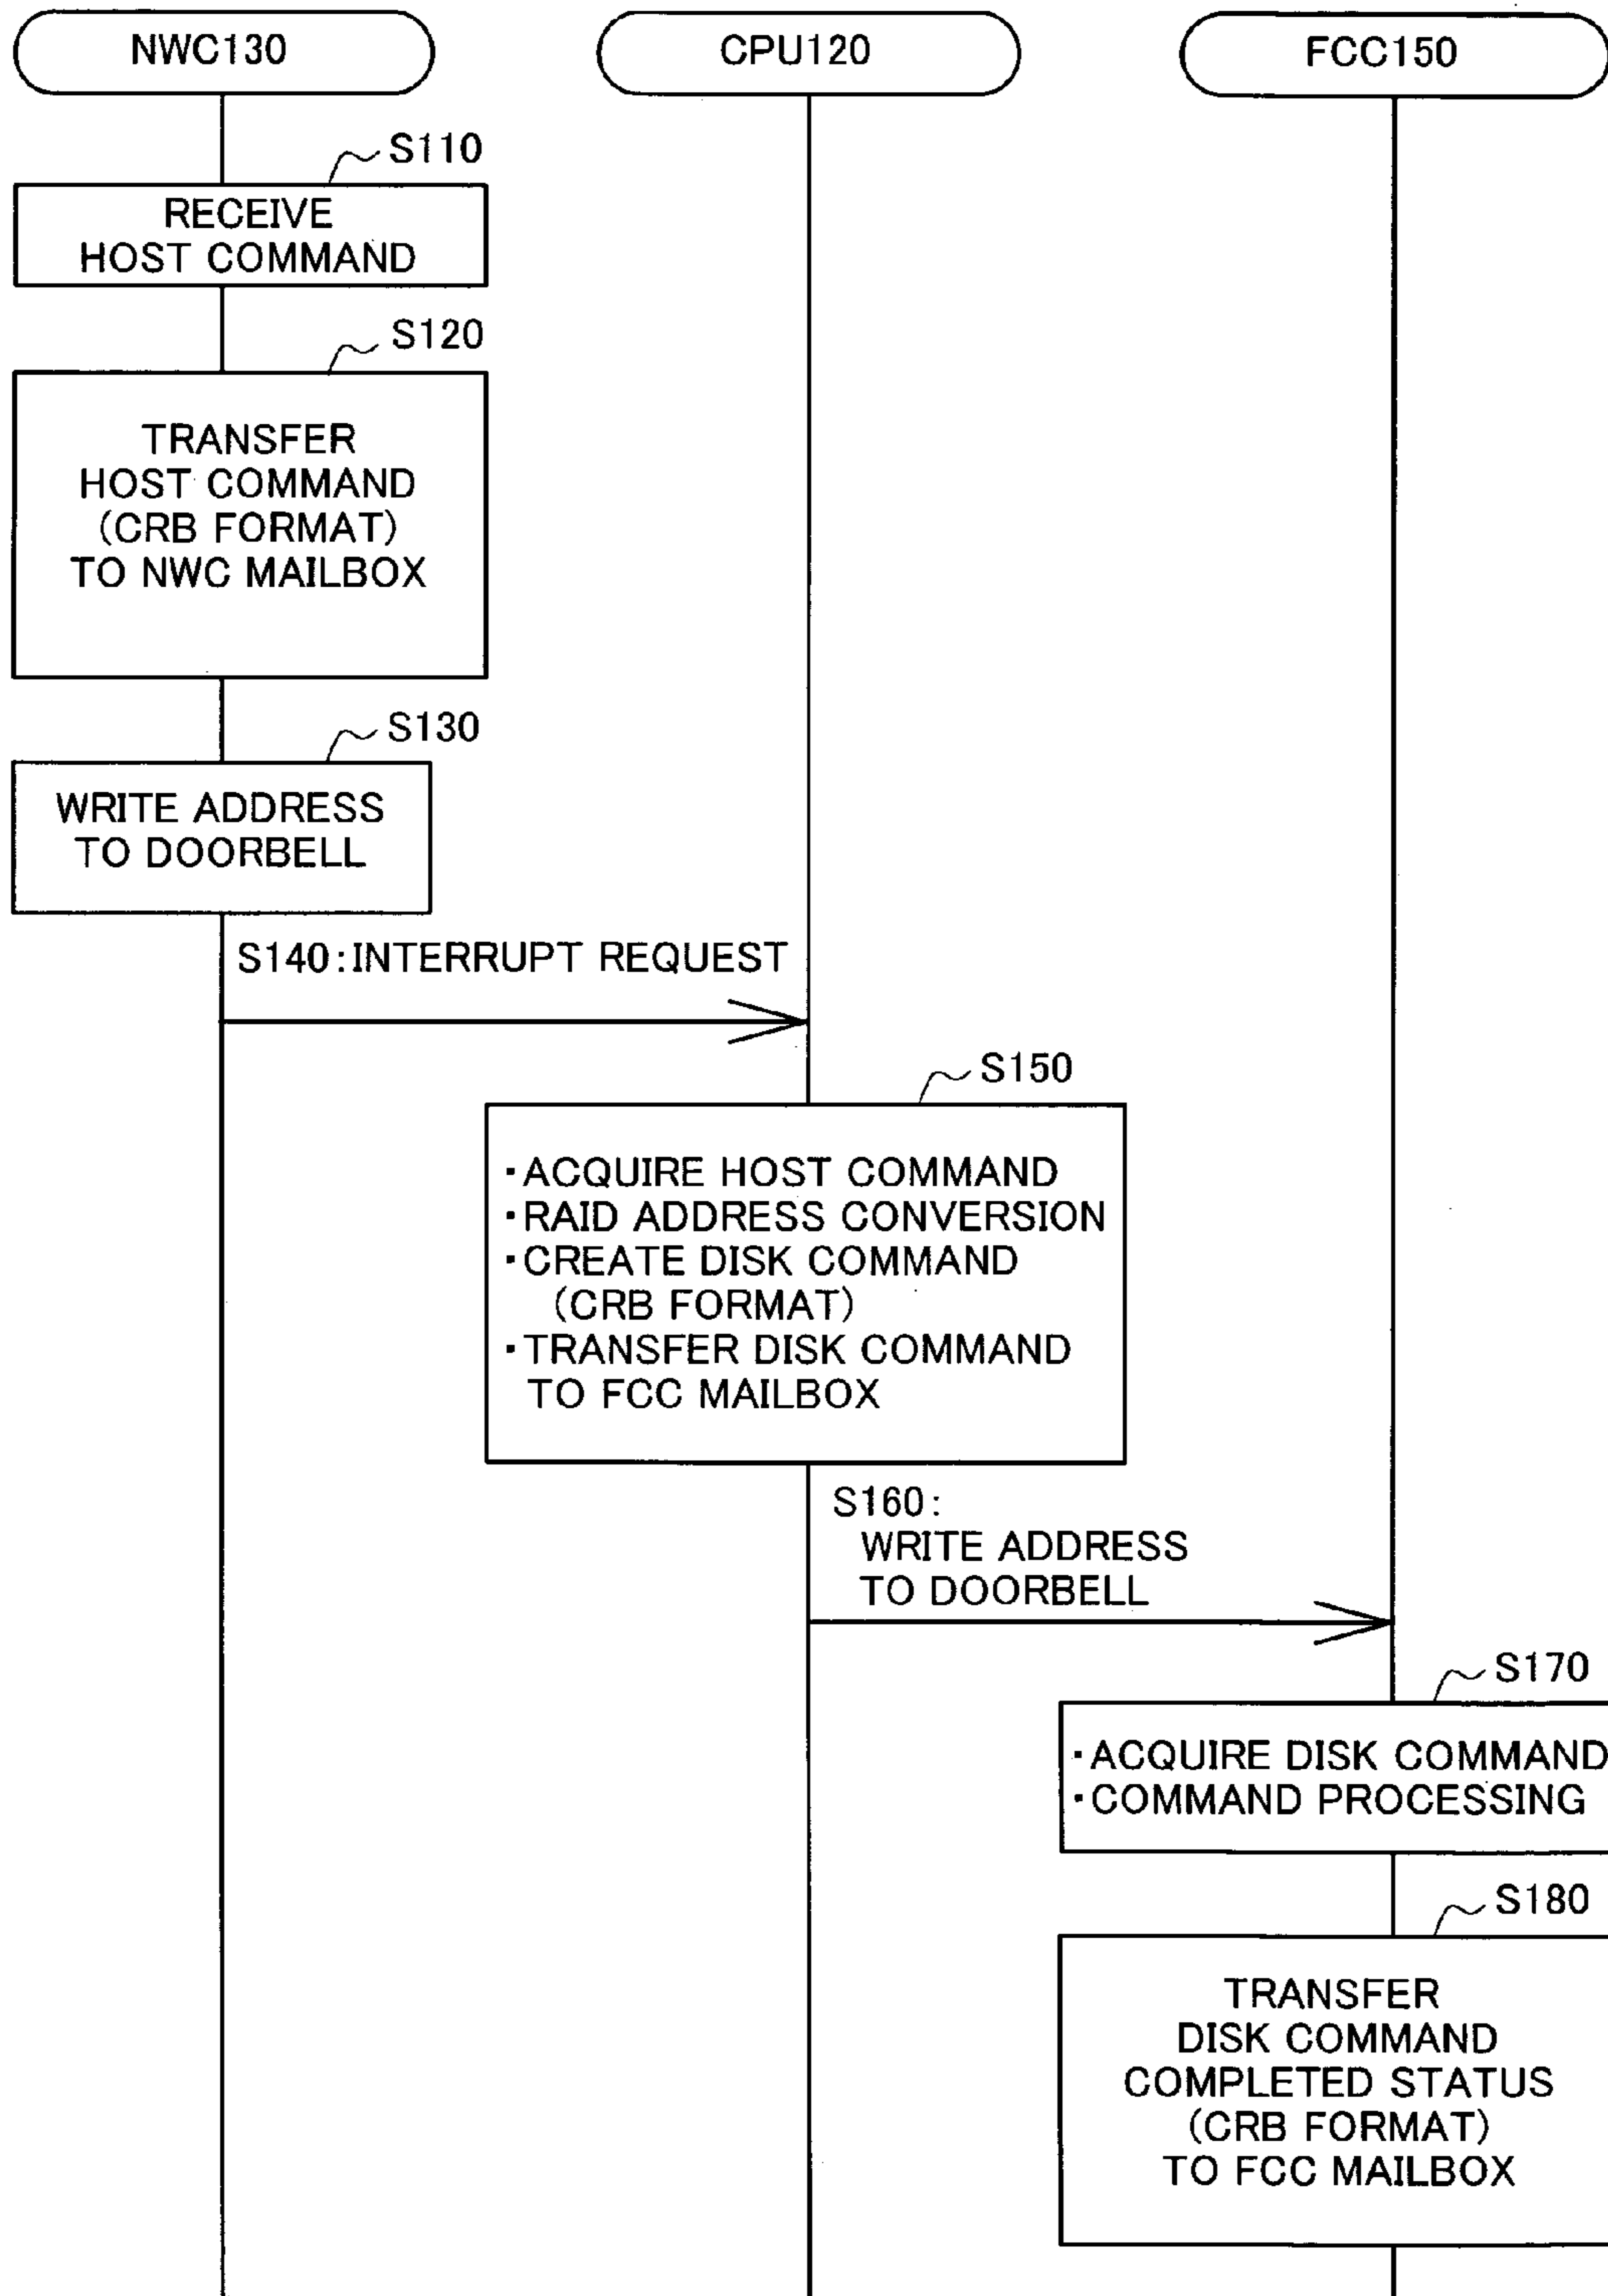 NWC130
CPU120
FCC150
S110
RECEIVE
HOST COMMAND
S120
TRANSFER
HOST COMMAND
(CRB FORMAT)
TO NWC MAILBOX
S130
WRITE ADDRESS
TO DOORBELL
S140:INTERRUPT REQUEST
S150
・ACQUIRE HOST COMMAND
・RAID ADDRESS CONVERSION
・CREATE DISK COMMAND
(CRB FORMAT)
・TRANSFER DISK COMMAND
TO FCC MAILBOX
S160:
WRITE ADDRESS
TO DOORBELL
S170
・ACQUIRE DISK COMMAND
・COMMAND PROCESSING
S180
TRANSFER
DISK COMMAND
COMPLETED STATUS
(CRB FORMAT)
TO FCC MAILBOX